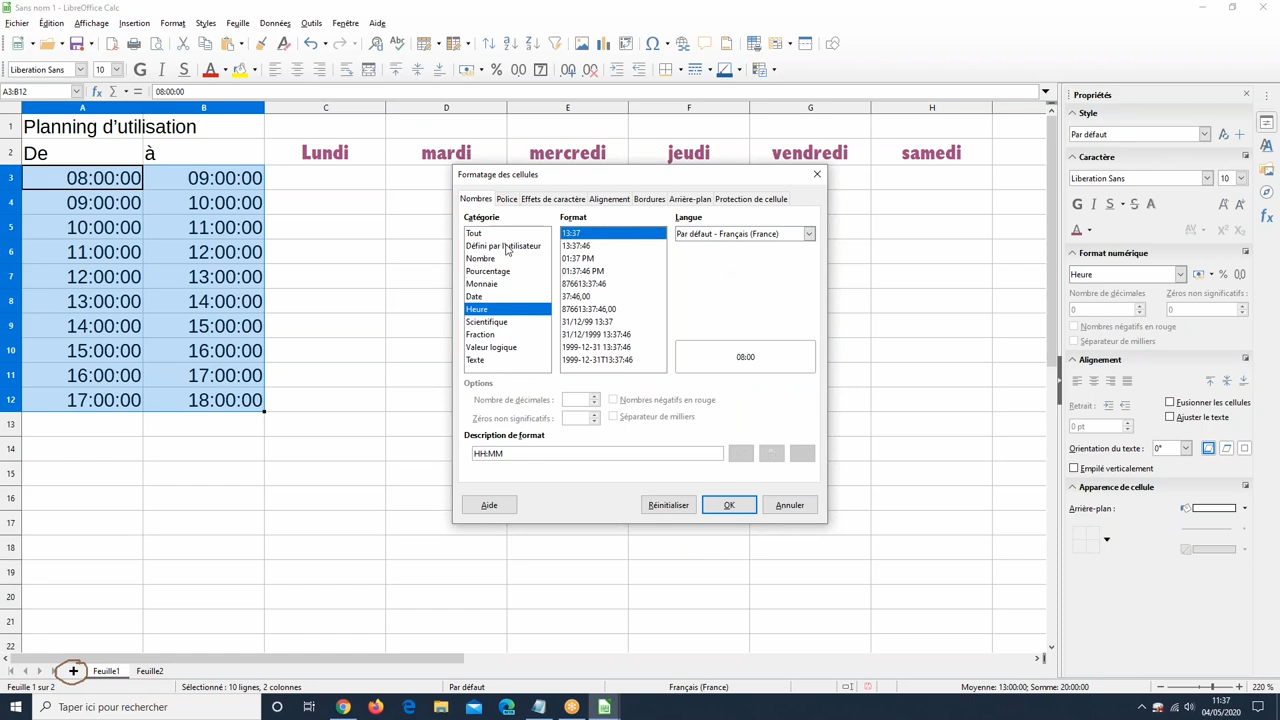 Sans nom 1 - LibreOffice Calc
Fichier Édition Affichage Insertion Format Styles Feuille Données Outils Fenêtre Aide
Liberation Sans 10
A3:B12 08:00:00
A B C D E F G H
1 Planning d’utilisation
2 De à Lundi mardi mercredi jeudi vendredi samedi
3 08:00:00 09:00:00
4 09:00:00 10:00:00
5 10:00:00 11:00:00
6 11:00:00 12:00:00
7 12:00:00 13:00:00
8 13:00:00 14:00:00
9 14:00:00 15:00:00
10 15:00:00 16:00:00
11 16:00:00 17:00:00
12 17:00:00 18:00:00
13
14
15
16
17
18
19
20
21
22
Formatage des cellules
Nombres Police Effets de caractère Alignement Bordures Arrière-plan Protection de cellule
Catégorie
Tout
Défini par l'utilisateur
Nombre
Pourcentage
Monnaie
Date
Heure
Scientifique
Fraction
Valeur logique
Texte
Format
13:37
13:37:46
01:37 PM
01:37:46 PM
876613:37:46
37:46,00
876613:37:46,00
31/12/99 13:37
31/12/1999 13:37:46
1999-12-31 13:37:46
1999-12-31T13:37:46
Langue
Par défaut - Français (France)
08:00
Options
Nombre de décimales : Nombres négatifs en rouge
Zéros non significatifs : Séparateur de milliers
Description de format
HH:MM
Aide Réinitialiser OK Annuler
Propriétés
Style
Par défaut
Caractère
Liberation Sans 10
Format numérique
Heure
Nombre de décimales : Zéros non significatifs :
0 0
Nombres négatifs en rouge
Séparateur de milliers
Alignement
Retrait : Fusionner les cellules
0 pt Ajuster le texte
Orientation du texte : 0°
Empilé verticalement
Apparence de cellule
Arrière-plan :
Feuille1 Feuille2
Feuille 1 sur 2 Sélectionné : 10 lignes, 2 colonnes Par défaut Français (France) Moyenne: 13:00:00; Somme: 20:00:00 220 %
Taper ici pour rechercher
11:37
04/05/2020